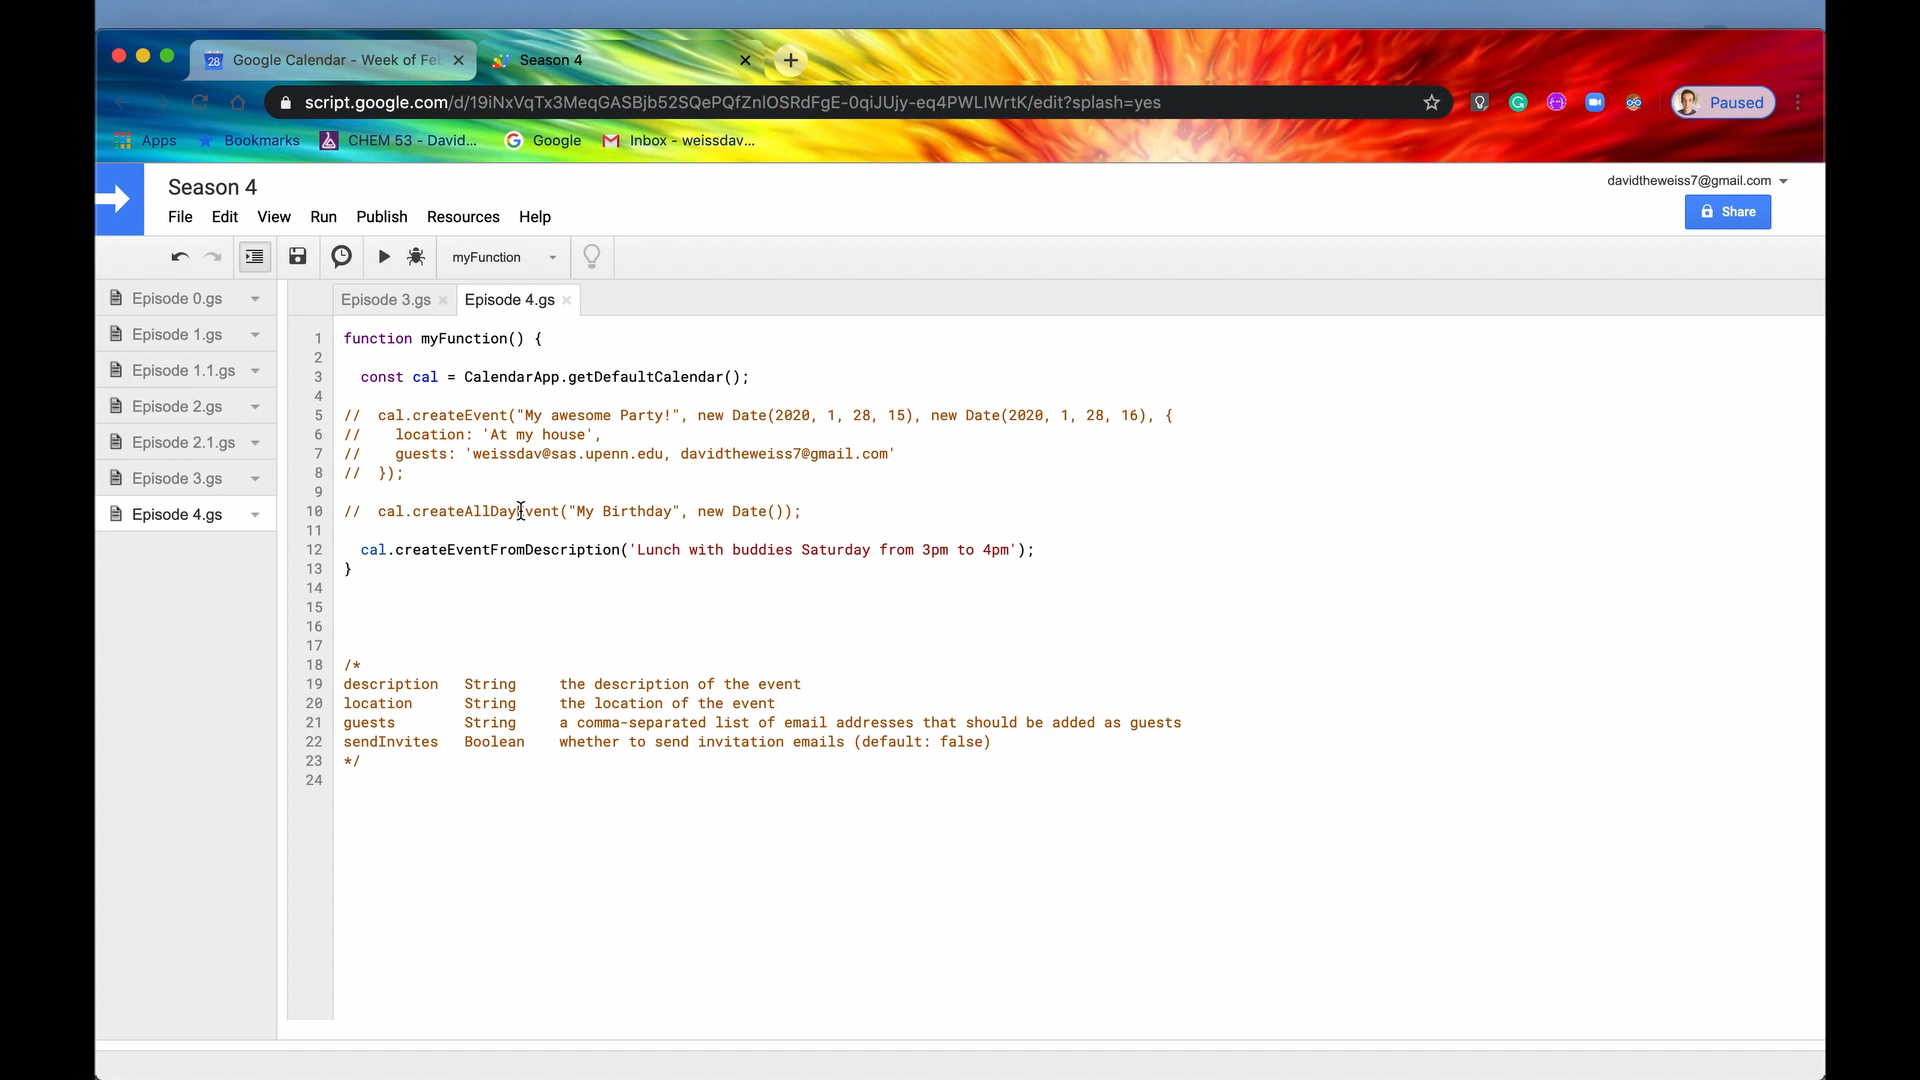 28 Google Calendar - Week of Fe
Season 4
script.google.com/d/19iNxVqTx3MeqGASBjb52SQePQfZnlOSRdFgE-0qiJUjy-eq4PWLIWrtK/edit?splash=yes
Paused
Apps Bookmarks CHEM 53 - David... Google Inbox - weissdav...
Season 4
davidtheweiss7@gmail.com
File Edit View Run Publish Resources Help
Share
myFunction
Episode 0.gs
Episode 1.gs
Episode 1.1.gs
Episode 2.gs
Episode 2.1.gs
Episode 3.gs
Episode 4.gs
Episode 3.gs Episode 4.gs
1 function myFunction() {
2
3 const cal = CalendarApp.getDefaultCalendar();
4
5 // cal.createEvent("My awesome Party!", new Date(2020, 1, 28, 15), new Date(2020, 1, 28, 16), {
6 // location: 'At my house',
7 // guests: 'weissdav@sas.upenn.edu, davidtheweiss7@gmail.com'
8 // });
9
10 // cal.createAllDayEvent("My Birthday", new Date());
11
12 cal.createEventFromDescription('Lunch with buddies Saturday from 3pm to 4pm');
13 }
14
15
16
17
18 /*
19 description String the description of the event
20 location String the location of the event
21 guests String a comma-separated list of email addresses that should be added as guests
22 sendInvites Boolean whether to send invitation emails (default: false)
23 */
24